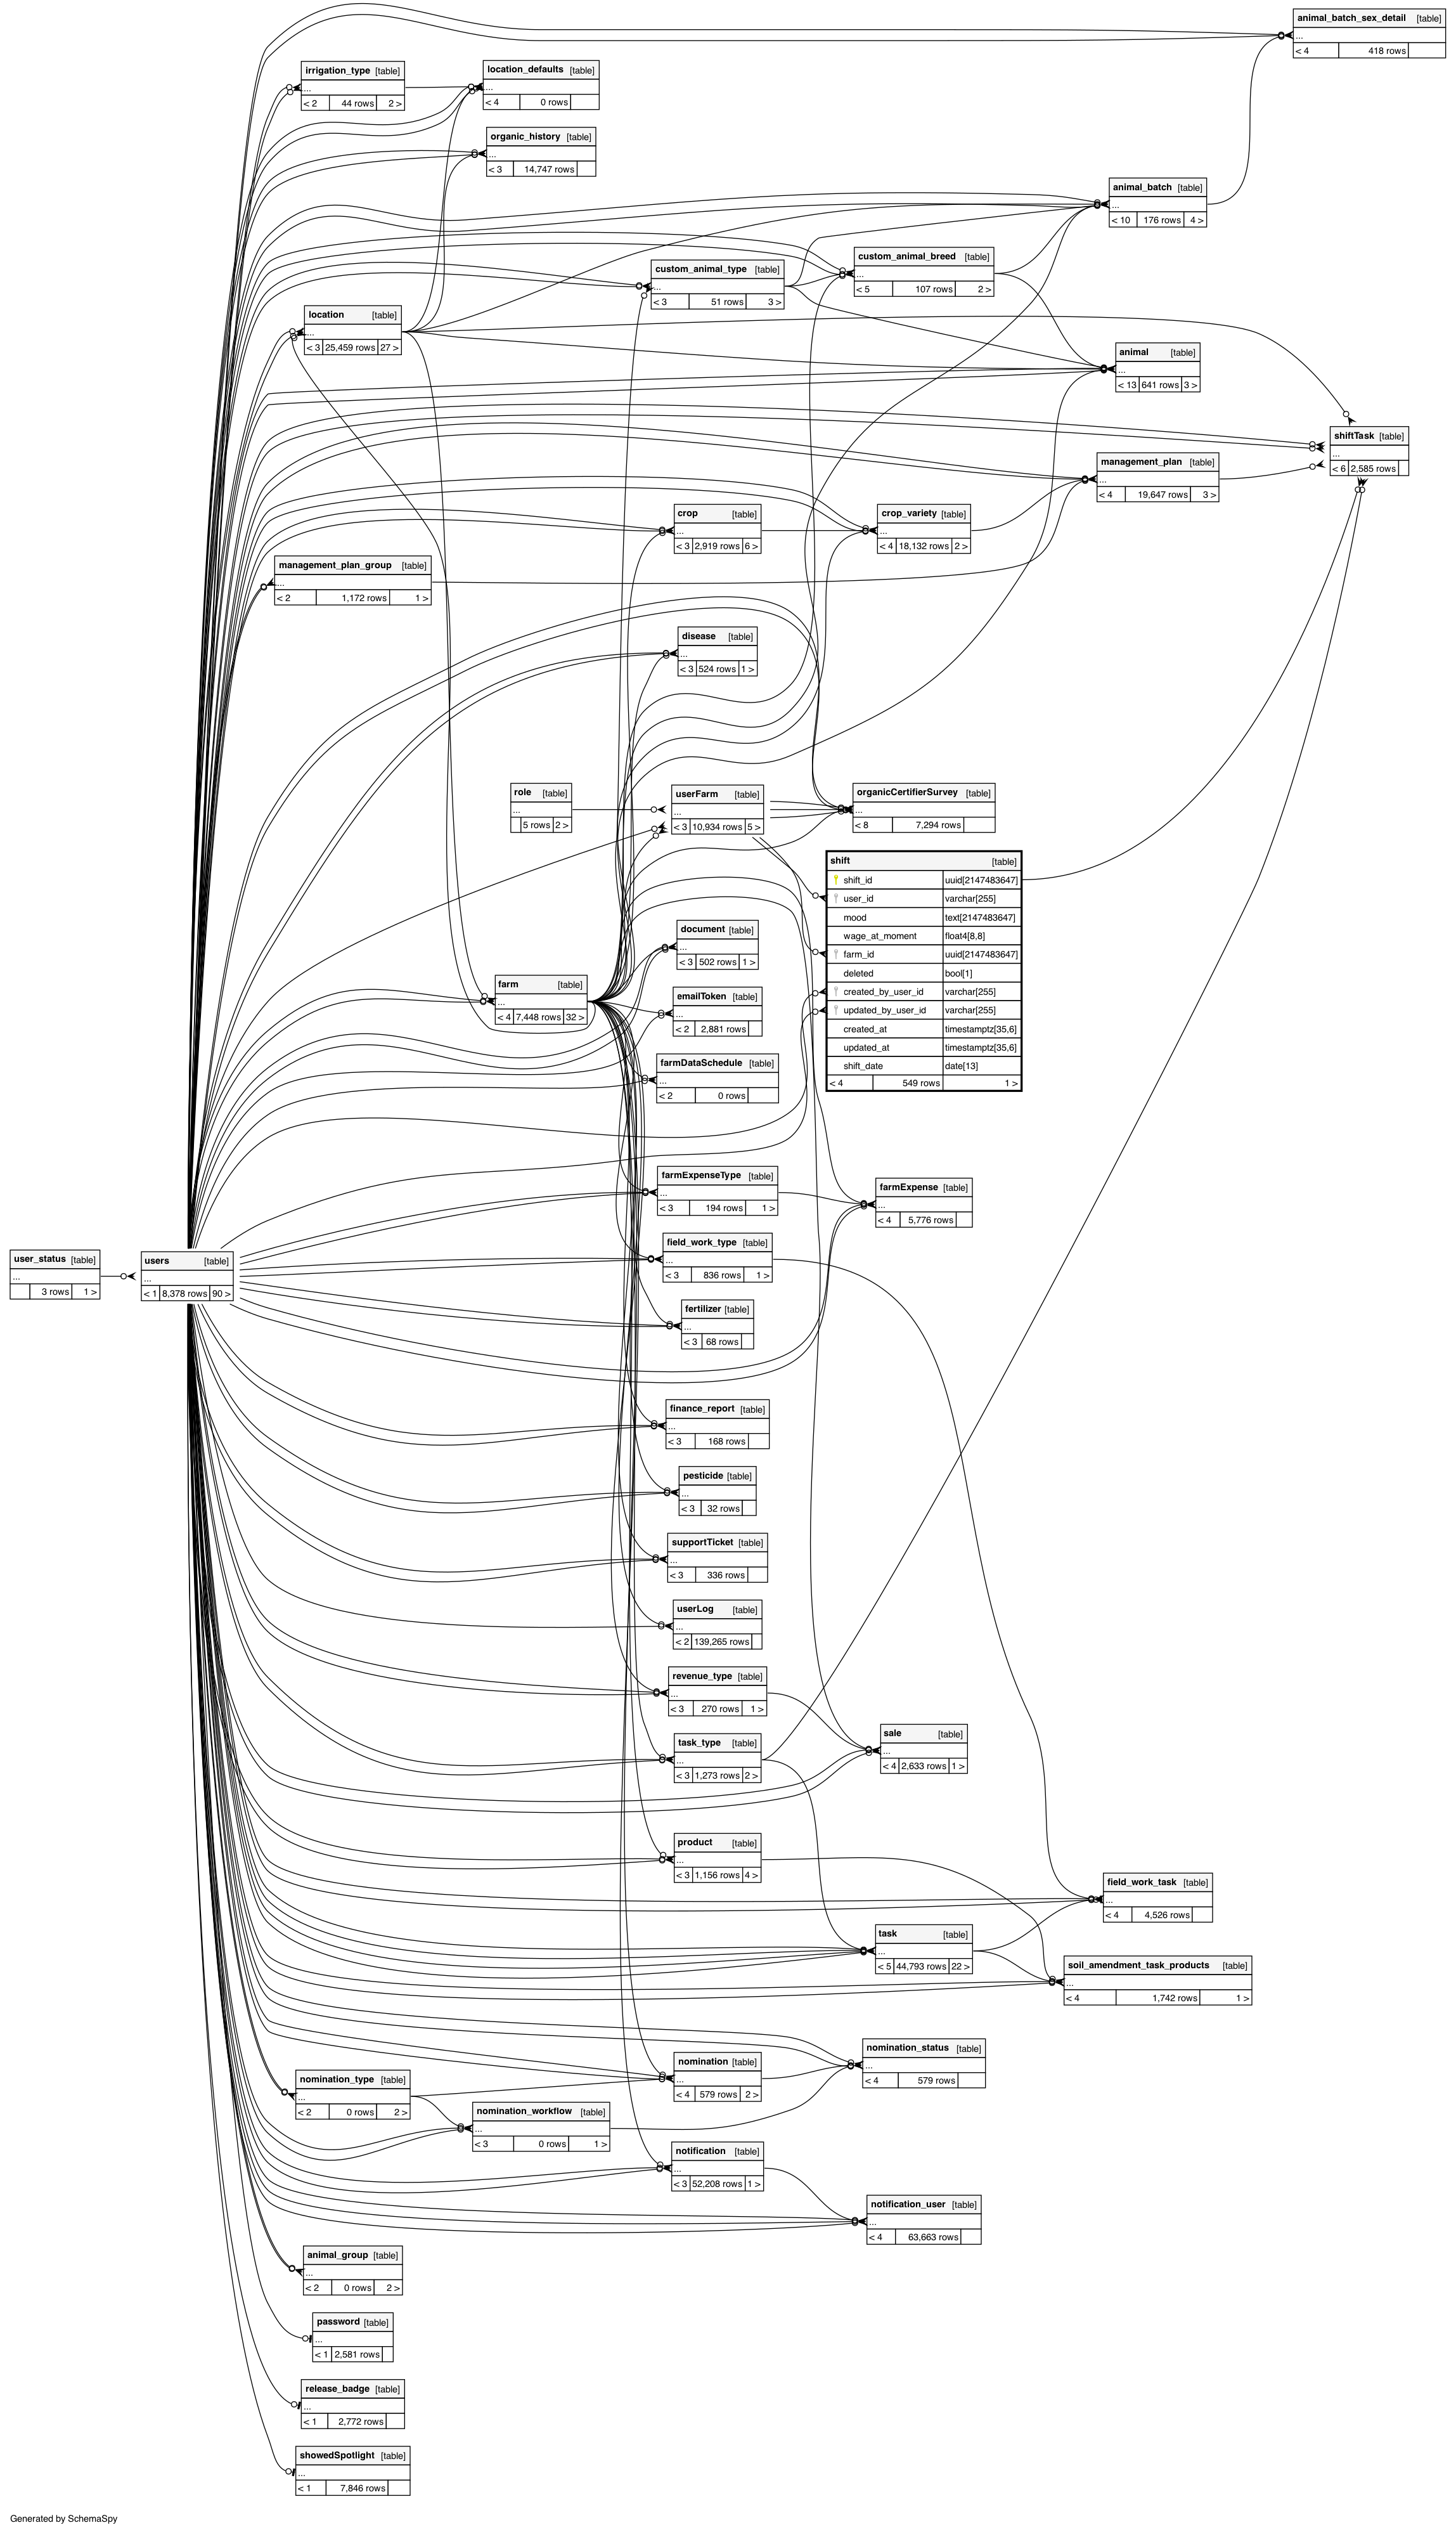 animal_batch_sex_detail [table]
...
< 4 418 rows
irrigation_type [table]
...
< 2 44 rows 2 >
location_defaults [table]
...
< 4 0 rows
organic_history [table]
...
< 3 14,747 rows
animal_batch [table]
...
< 10 176 rows 4 >
custom_animal_breed [table]
...
< 5 107 rows 2 >
custom_animal_type [table]
...
< 3 51 rows 3 >
location [table]
...
< 3 25,459 rows 27 >
animal [table]
...
< 13 641 rows 3 >
shiftTask [table]
...
< 6 2,585 rows
management_plan [table]
...
< 4 19,647 rows 3 >
crop [table]
...
< 3 2,919 rows 6 >
crop_variety [table]
...
< 4 18,132 rows 2 >
management_plan_group [table]
...
< 2 1,172 rows 1 >
disease [table]
...
< 3 524 rows 1 >
role [table]
...
5 rows 2 >
userFarm [table]
...
< 3 10,934 rows 5 >
organicCertifierSurvey [table]
...
< 8 7,294 rows
shift [table]
shift_id uuid[2147483647]
user_id varchar[255]
mood text[2147483647]
wage_at_moment float4[8,8]
farm_id uuid[2147483647]
deleted bool[1]
created_by_user_id varchar[255]
updated_by_user_id varchar[255]
created_at timestamptz[35,6]
updated_at timestamptz[35,6]
shift_date date[13]
< 4 549 rows 1 >
document [table]
...
< 3 502 rows 1 >
farm [table]
...
< 4 7,448 rows 32 >
emailToken [table]
...
< 2 2,881 rows
farmDataSchedule [table]
...
< 2 0 rows
farmExpenseType [table]
...
< 3 194 rows 1 >
farmExpense [table]
...
< 4 5,776 rows
field_work_type [table]
...
< 3 836 rows 1 >
user_status [table]
...
3 rows 1 >
users [table]
...
< 1 8,378 rows 90 >
fertilizer [table]
...
< 3 68 rows
finance_report [table]
...
< 3 168 rows
pesticide [table]
...
< 3 32 rows
supportTicket [table]
...
< 3 336 rows
userLog [table]
...
< 2 139,265 rows
revenue_type [table]
...
< 3 270 rows 1 >
sale [table]
...
< 4 2,633 rows 1 >
task_type [table]
...
< 3 1,273 rows 2 >
product [table]
...
< 3 1,156 rows 4 >
field_work_task [table]
...
< 4 4,526 rows
task [table]
...
< 5 44,793 rows 22 >
soil_amendment_task_products [table]
...
< 4 1,742 rows 1 >
nomination_status [table]
...
< 4 579 rows
nomination [table]
...
< 4 579 rows 2 >
nomination_type [table]
...
< 2 0 rows 2 >
nomination_workflow [table]
...
< 3 0 rows 1 >
notification [table]
...
< 3 52,208 rows 1 >
notification_user [table]
...
< 4 63,663 rows
animal_group [table]
...
< 2 0 rows 2 >
password [table]
...
< 1 2,581 rows
release_badge [table]
...
< 1 2,772 rows
showedSpotlight [table]
...
< 1 7,846 rows
Generated by SchemaSpy